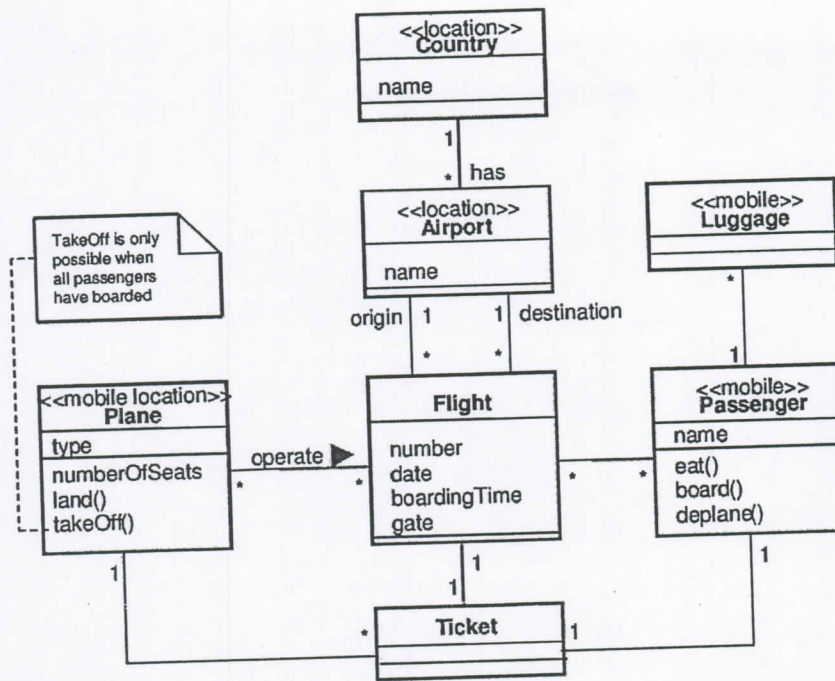 <<location>>
Country
name
1
* has
<<location>>
Airport
name
<<mobile>>
Luggage
TakeOff is only
possible when
all passengers
have boarded
origin 1 1 destination
* *
*
1
<<mobile location>>
Plane
type
numberOfSeats
land()
takeOff()
operate ►
* *
Flight
number
date
boardingTime
gate
* *
<<mobile>>
Passenger
name
eat()
board()
deplane()
1
1
1
1
* Ticket 1